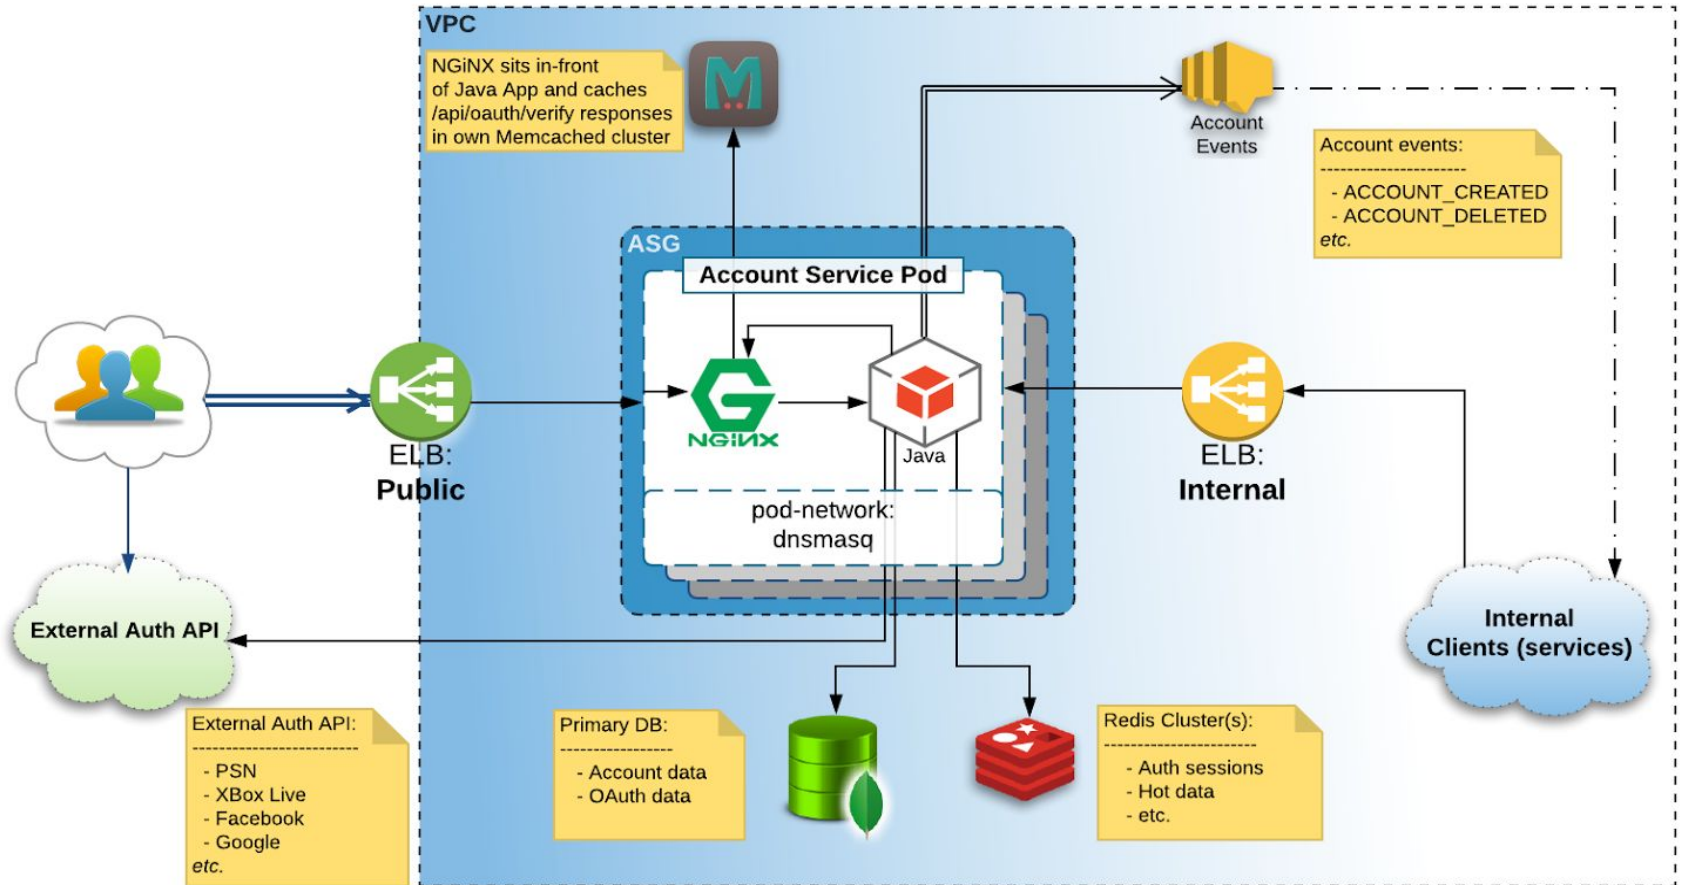 VPC
NGiNX sits in-front
of Java App and caches
/api/oauth/verify responses
in own Memcached cluster
Account
Events
Account events:
----------------------
- ACCOUNT_CREATED
- ACCOUNT_DELETED
etc.
ASG
Account Service Pod
NGiNX
Java
pod-network:
dnsmasq
ELB:
Public
ELB:
Internal
External Auth API
Internal
Clients (services)
External Auth API:
-------------------------
- PSN
- XBox Live
- Facebook
- Google
etc.
Primary DB:
-----------------
- Account data
- OAuth data
Redis Cluster(s):
-----------------------
- Auth sessions
- Hot data
- etc.